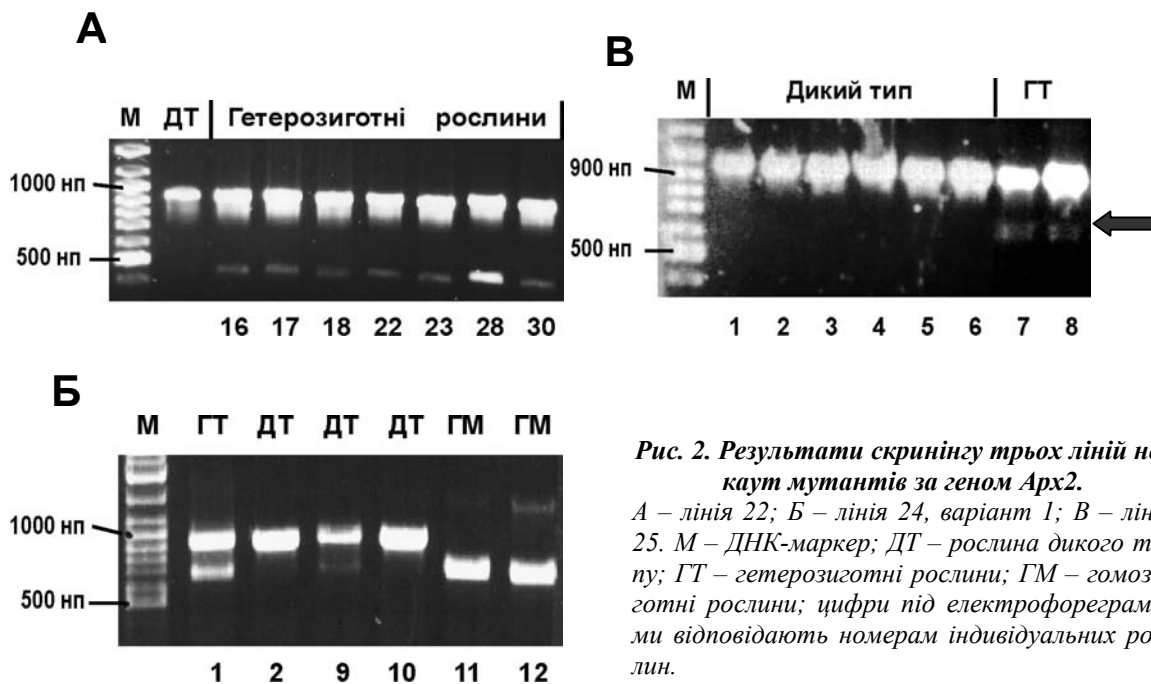 А
М ДТ Гетерозиготні рослини
1000 нп
500 нп
16 17 18 22 23 28 30
В
М Дикий тип ГТ
900 нп
500 нп
1 2 3 4 5 6 7 8
Б
М ГТ ДТ ДТ ДТ ГМ ГМ
1000 нп
500 нп
1 2 9 10 11 12
Рис. 2. Результати скринінгу трьох ліній но
каут мутантів за геном Apx2.
А – лінія 22; Б – лінія 24, варіант 1; В – лін
25. М – ДНК-маркер; ДТ – рослина дикого т
пу; ГТ – гетерозиготні рослини; ГМ – гомоз
готні рослини; цифри під електрофореграм
ми відповідають номерам індивідуальних ро
лин.